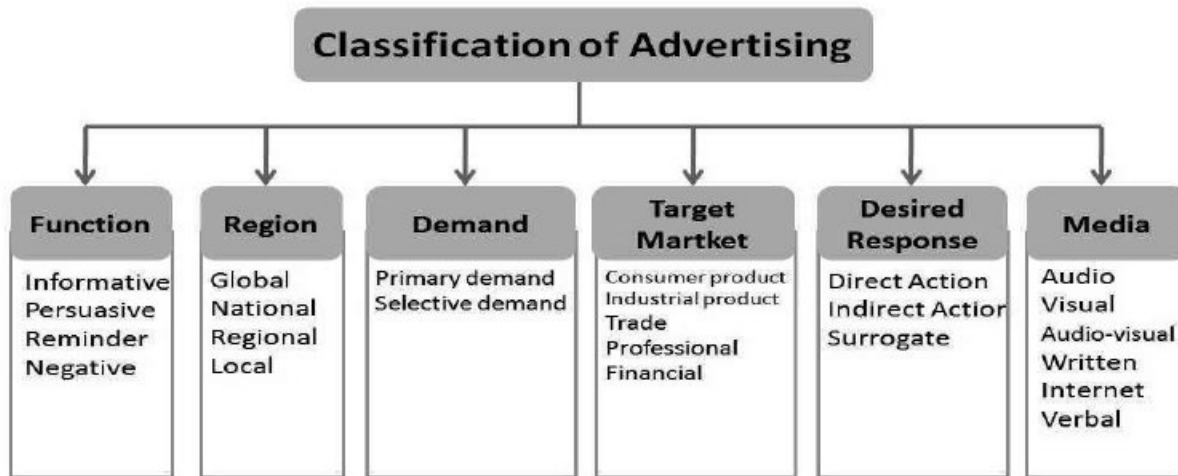 Classification of Advertising
Function
Informative
Persuasive
Reminder
Negative
Region
Global
National
Regional
Local
Demand
Primary demand
Selective demand
Target
Martket
Consumer product
Industrial product
Trade
Professional
Financial
Desired
Response
Direct Action
Indirect Actior
Surrogate
Media
Audio
Visual
Audio-visual
Written
Internet
Verbal